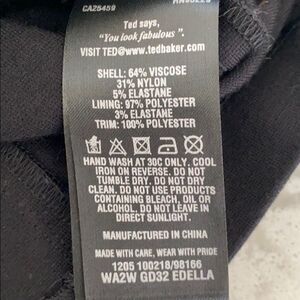 CA25459
Ted says,
"You look fabulous".
VISIT TED@www.tedbaker.com
SHELL: 64% VISCOSE
31% NYLON
5% ELASTANE
LINING: 97% POLYESTER
3% ELASTANE
TRIM: 100% POLYESTER
HAND WASH AT 30C ONLY. COOL
IRON ON REVERSE. DO NOT
TUMBLE DRY. DO NOT DRY
CLEAN. DO NOT USE PRODUCTS
CONTAINING BLEACH, OIL OR
ALCOHOL. DO NOT LEAVE IN
DIRECT SUNLIGHT.
MANUFACTURED IN CHINA
MADE WITH CARE, WEAR WITH PRIDE
1205 100218/98166
WA2W GD32 EDELLA